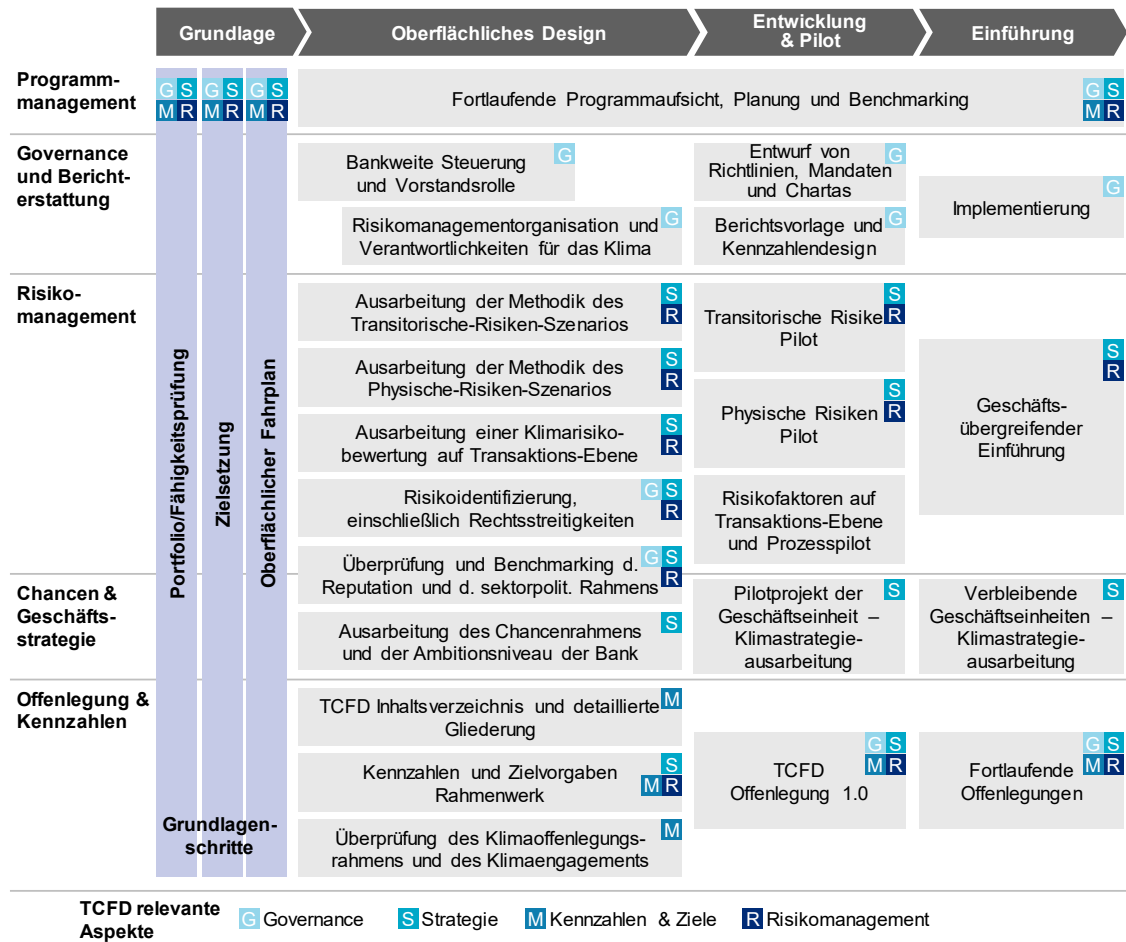 Grundlage
Oberflächliches Design
Entwicklung
& Pilot
Einführung
Programm-
management
G S
M R
G S
M R
G S
M R
Fortlaufende Programmaufsicht, Planung und Benchmarking
G S
M R
Governance
und Bericht-
erstattung
Bankweite Steuerung
und Vorstandsrolle
G
Risikomanagementorganisation und
Verantwortlichkeiten für das Klima
G
Entwurf von
Richtlinien, Mandaten
und Chartas
G
Berichtsvorlage und
Kennzahlendesign
G
Implementierung
G
Risiko-
management
Portfolio/Fähigkeitsprüfung
Zielsetzung
Oberflächlicher Fahrplan
Ausarbeitung der Methodik des
Transitorische-Risiken-Szenarios
S
R
Ausarbeitung der Methodik des
Physische-Risiken-Szenarios
S
R
Ausarbeitung einer Klimarisiko-
bewertung auf Transaktions-Ebene
S
R
Risikoidentifizierung,
einschließlich Rechtsstreitigkeiten
G S
R
Überprüfung und Benchmarking d.
Reputation und d. sektorpolit. Rahmens
G S
R
Transitorische Risike
Pilot
S
R
Physische Risiken
Pilot
S
R
Risikofaktoren auf
Transaktions-Ebene
und Prozesspilot
Geschäfts-
übergreifender
Einführung
S
R
Chancen &
Geschäfts-
strategie
Ausarbeitung des Chancenrahmens
und der Ambitionsniveau der Bank
S
Pilotprojekt der
Geschäftseinheit –
Klimastrategie-
ausarbeitung
S
Verbleibende
Geschäftseinheiten –
Klimastrategie-
ausarbeitung
S
Offenlegung &
Kennzahlen
TCFD Inhaltsverzeichnis und detaillierte
Gliederung
M
Kennzahlen und Zielvorgaben
Rahmenwerk
S
M R
Überprüfung des Klimaoffenlegungs-
rahmens und des Klimaengagements
M
TCFD
Offenlegung 1.0
G S
M R
Fortlaufende
Offenlegungen
G S
M R
Grundlagen-
schritte
TCFD relevante
Aspekte
G Governance
S Strategie
M Kennzahlen & Ziele
R Risikomanagement